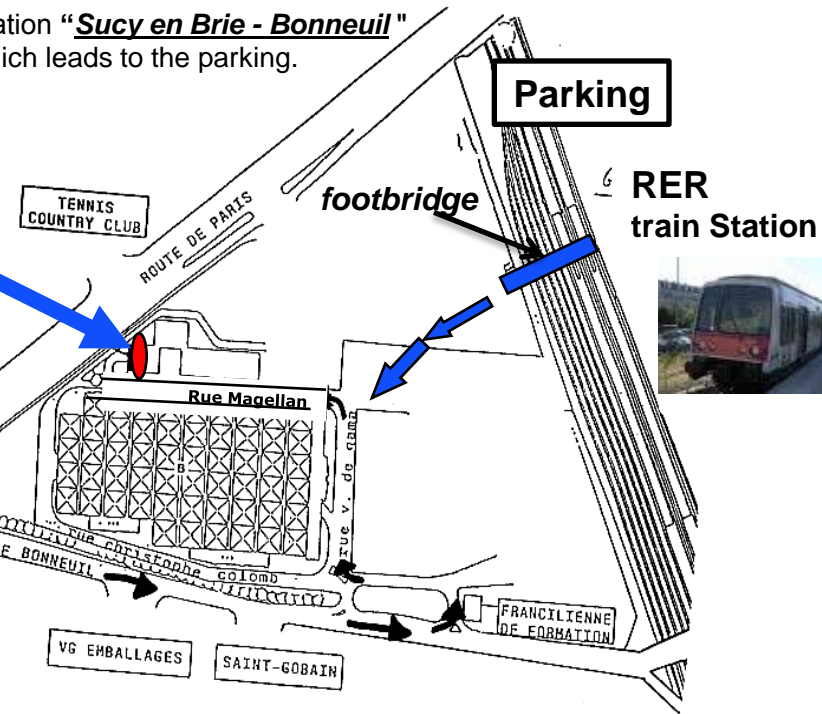 ation “Sucy en Brie - Bonneuil"
ich leads to the parking.
Parking
6
RER
train Station
footbridge
TENNIS
COUNTRY CLUB
ROUTE DE PARIS
Rue Magellan
B
rue v. de gama
rue christophe colomb
E BONNEUIL
FRANCILIENNE
DE FORMATION
VG EMBALLAGES
SAINT-GOBAIN